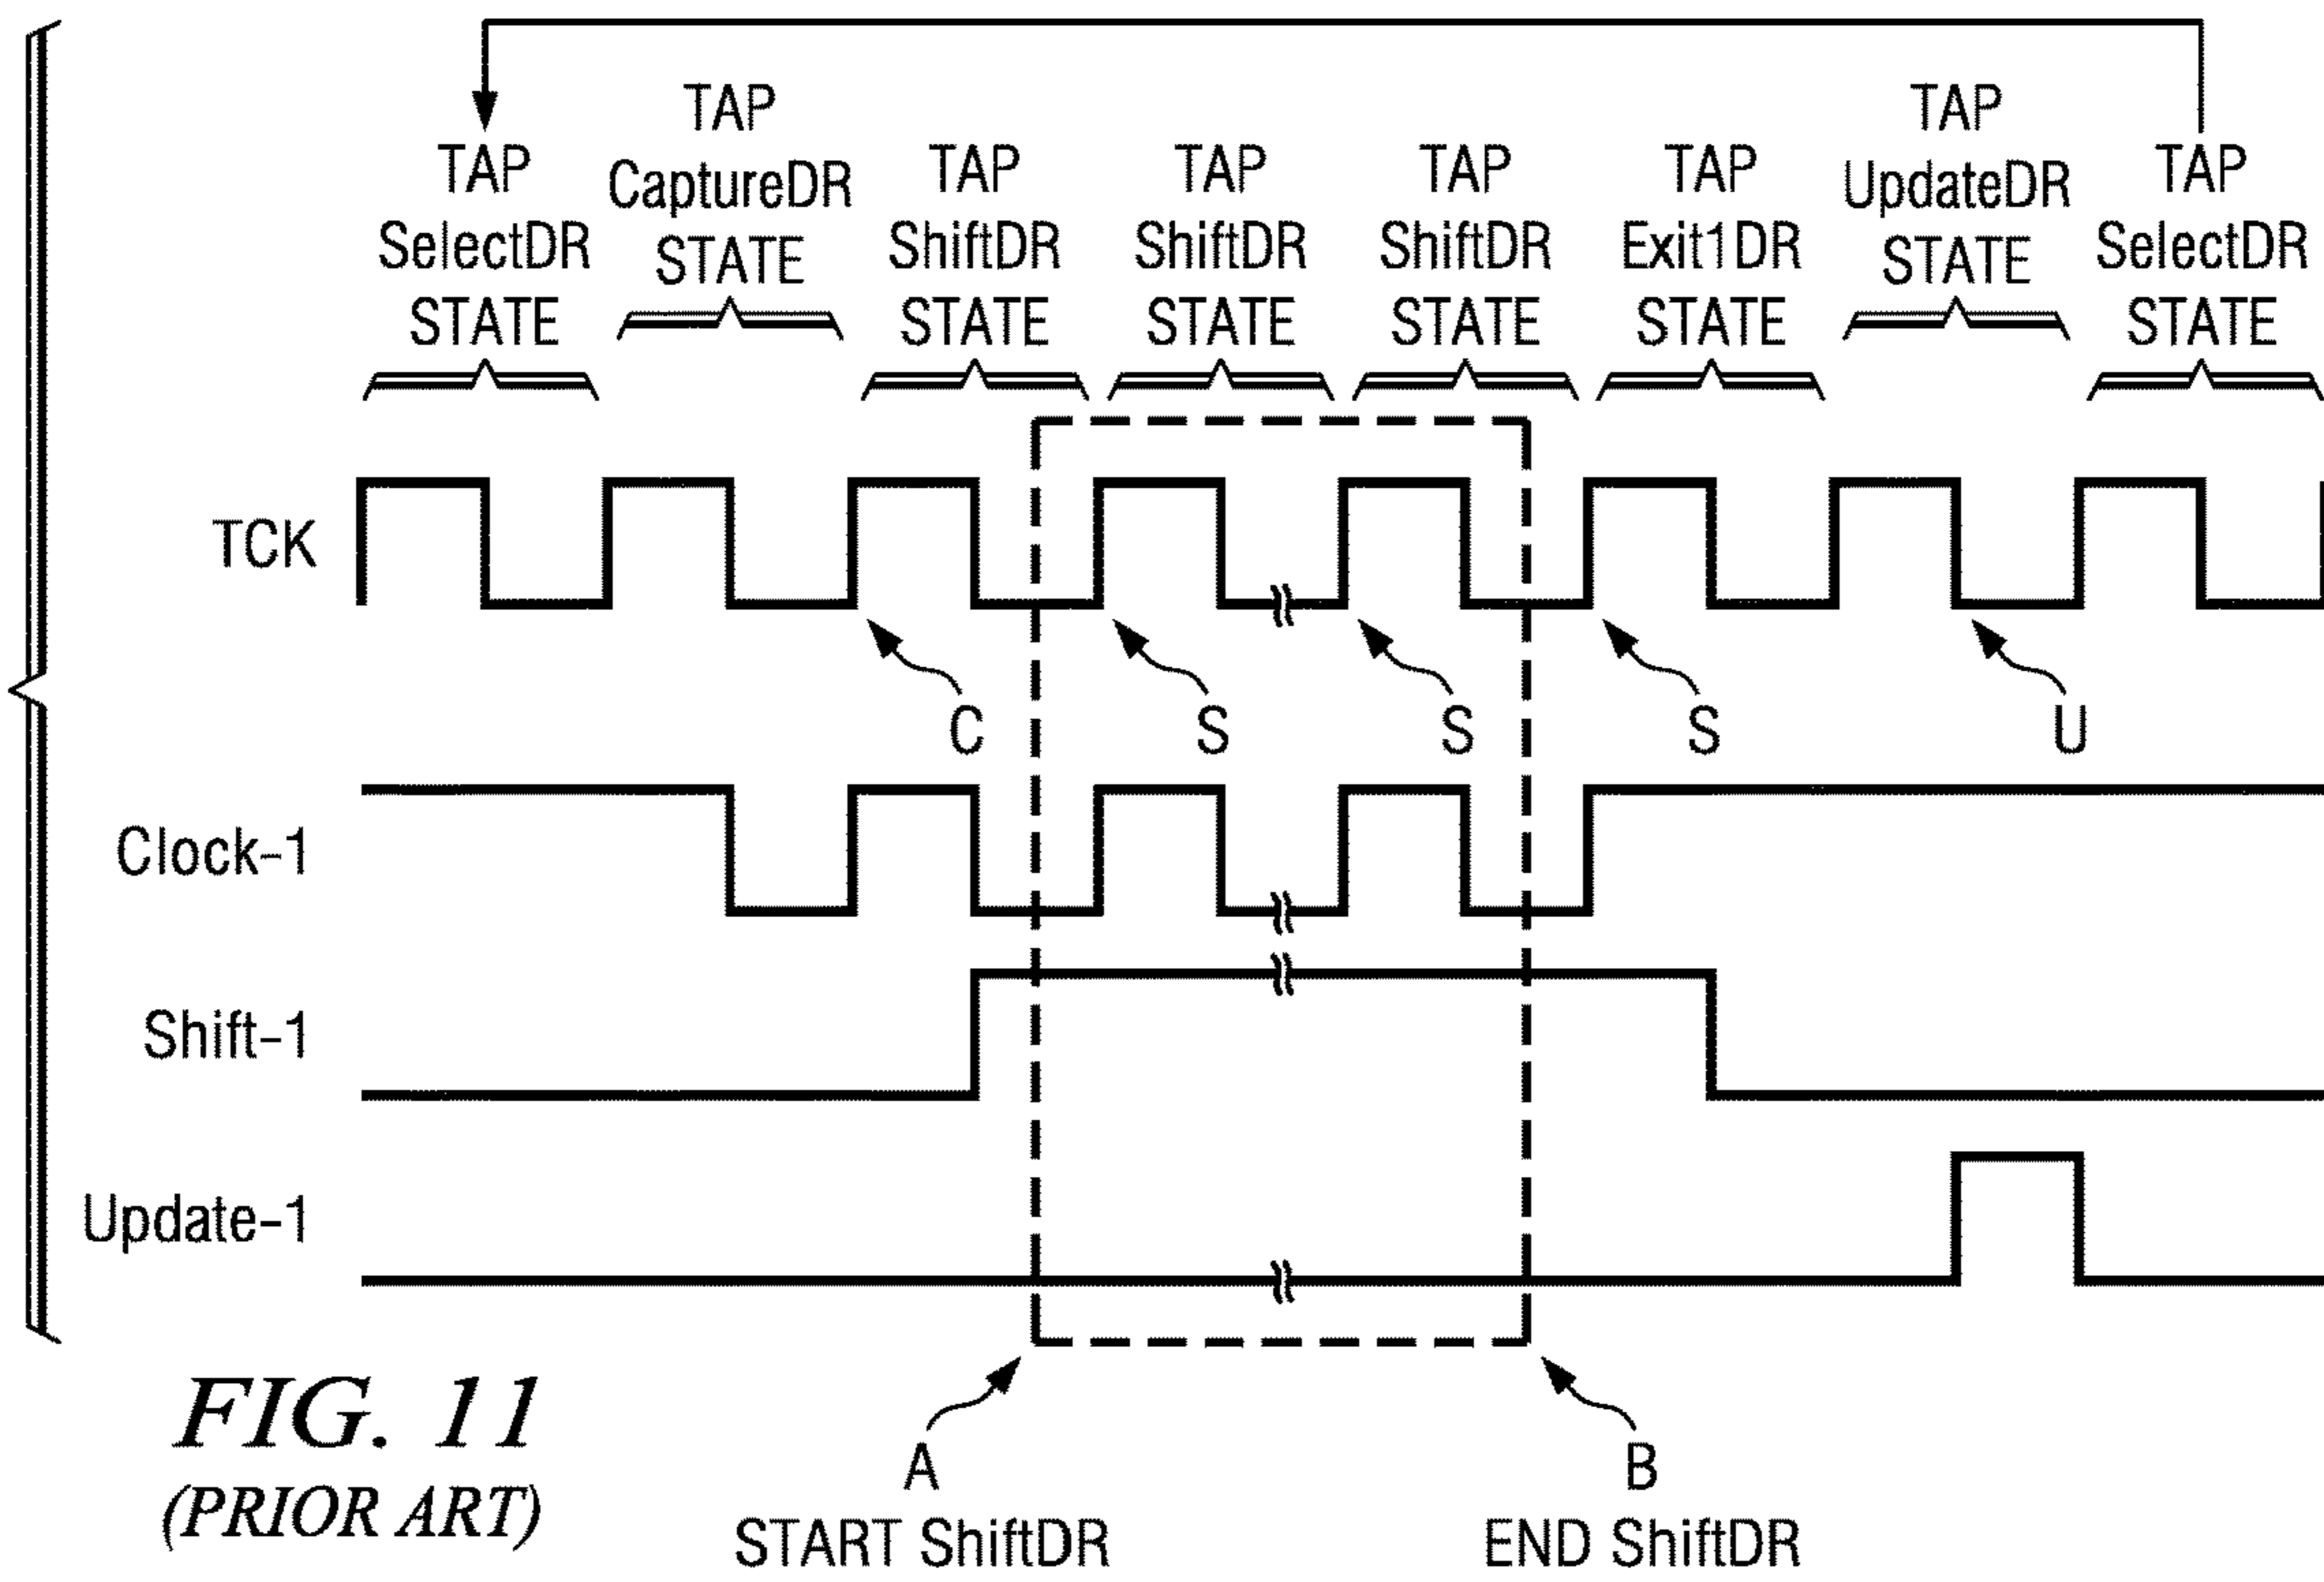 TAP
SelectDR
STATE
TAP
CaptureDR
STATE
TAP
ShiftDR
STATE
TAP
ShiftDR
STATE
TAP
ShiftDR
STATE
TAP
Exit1DR
STATE
TAP
UpdateDR
STATE
TAP
SelectDR
STATE
TCK
C
S
S
S
U
Clock-1
Shift-1
Update-1
A
START ShiftDR
B
END ShiftDR
FIG. 11
(PRIOR ART)